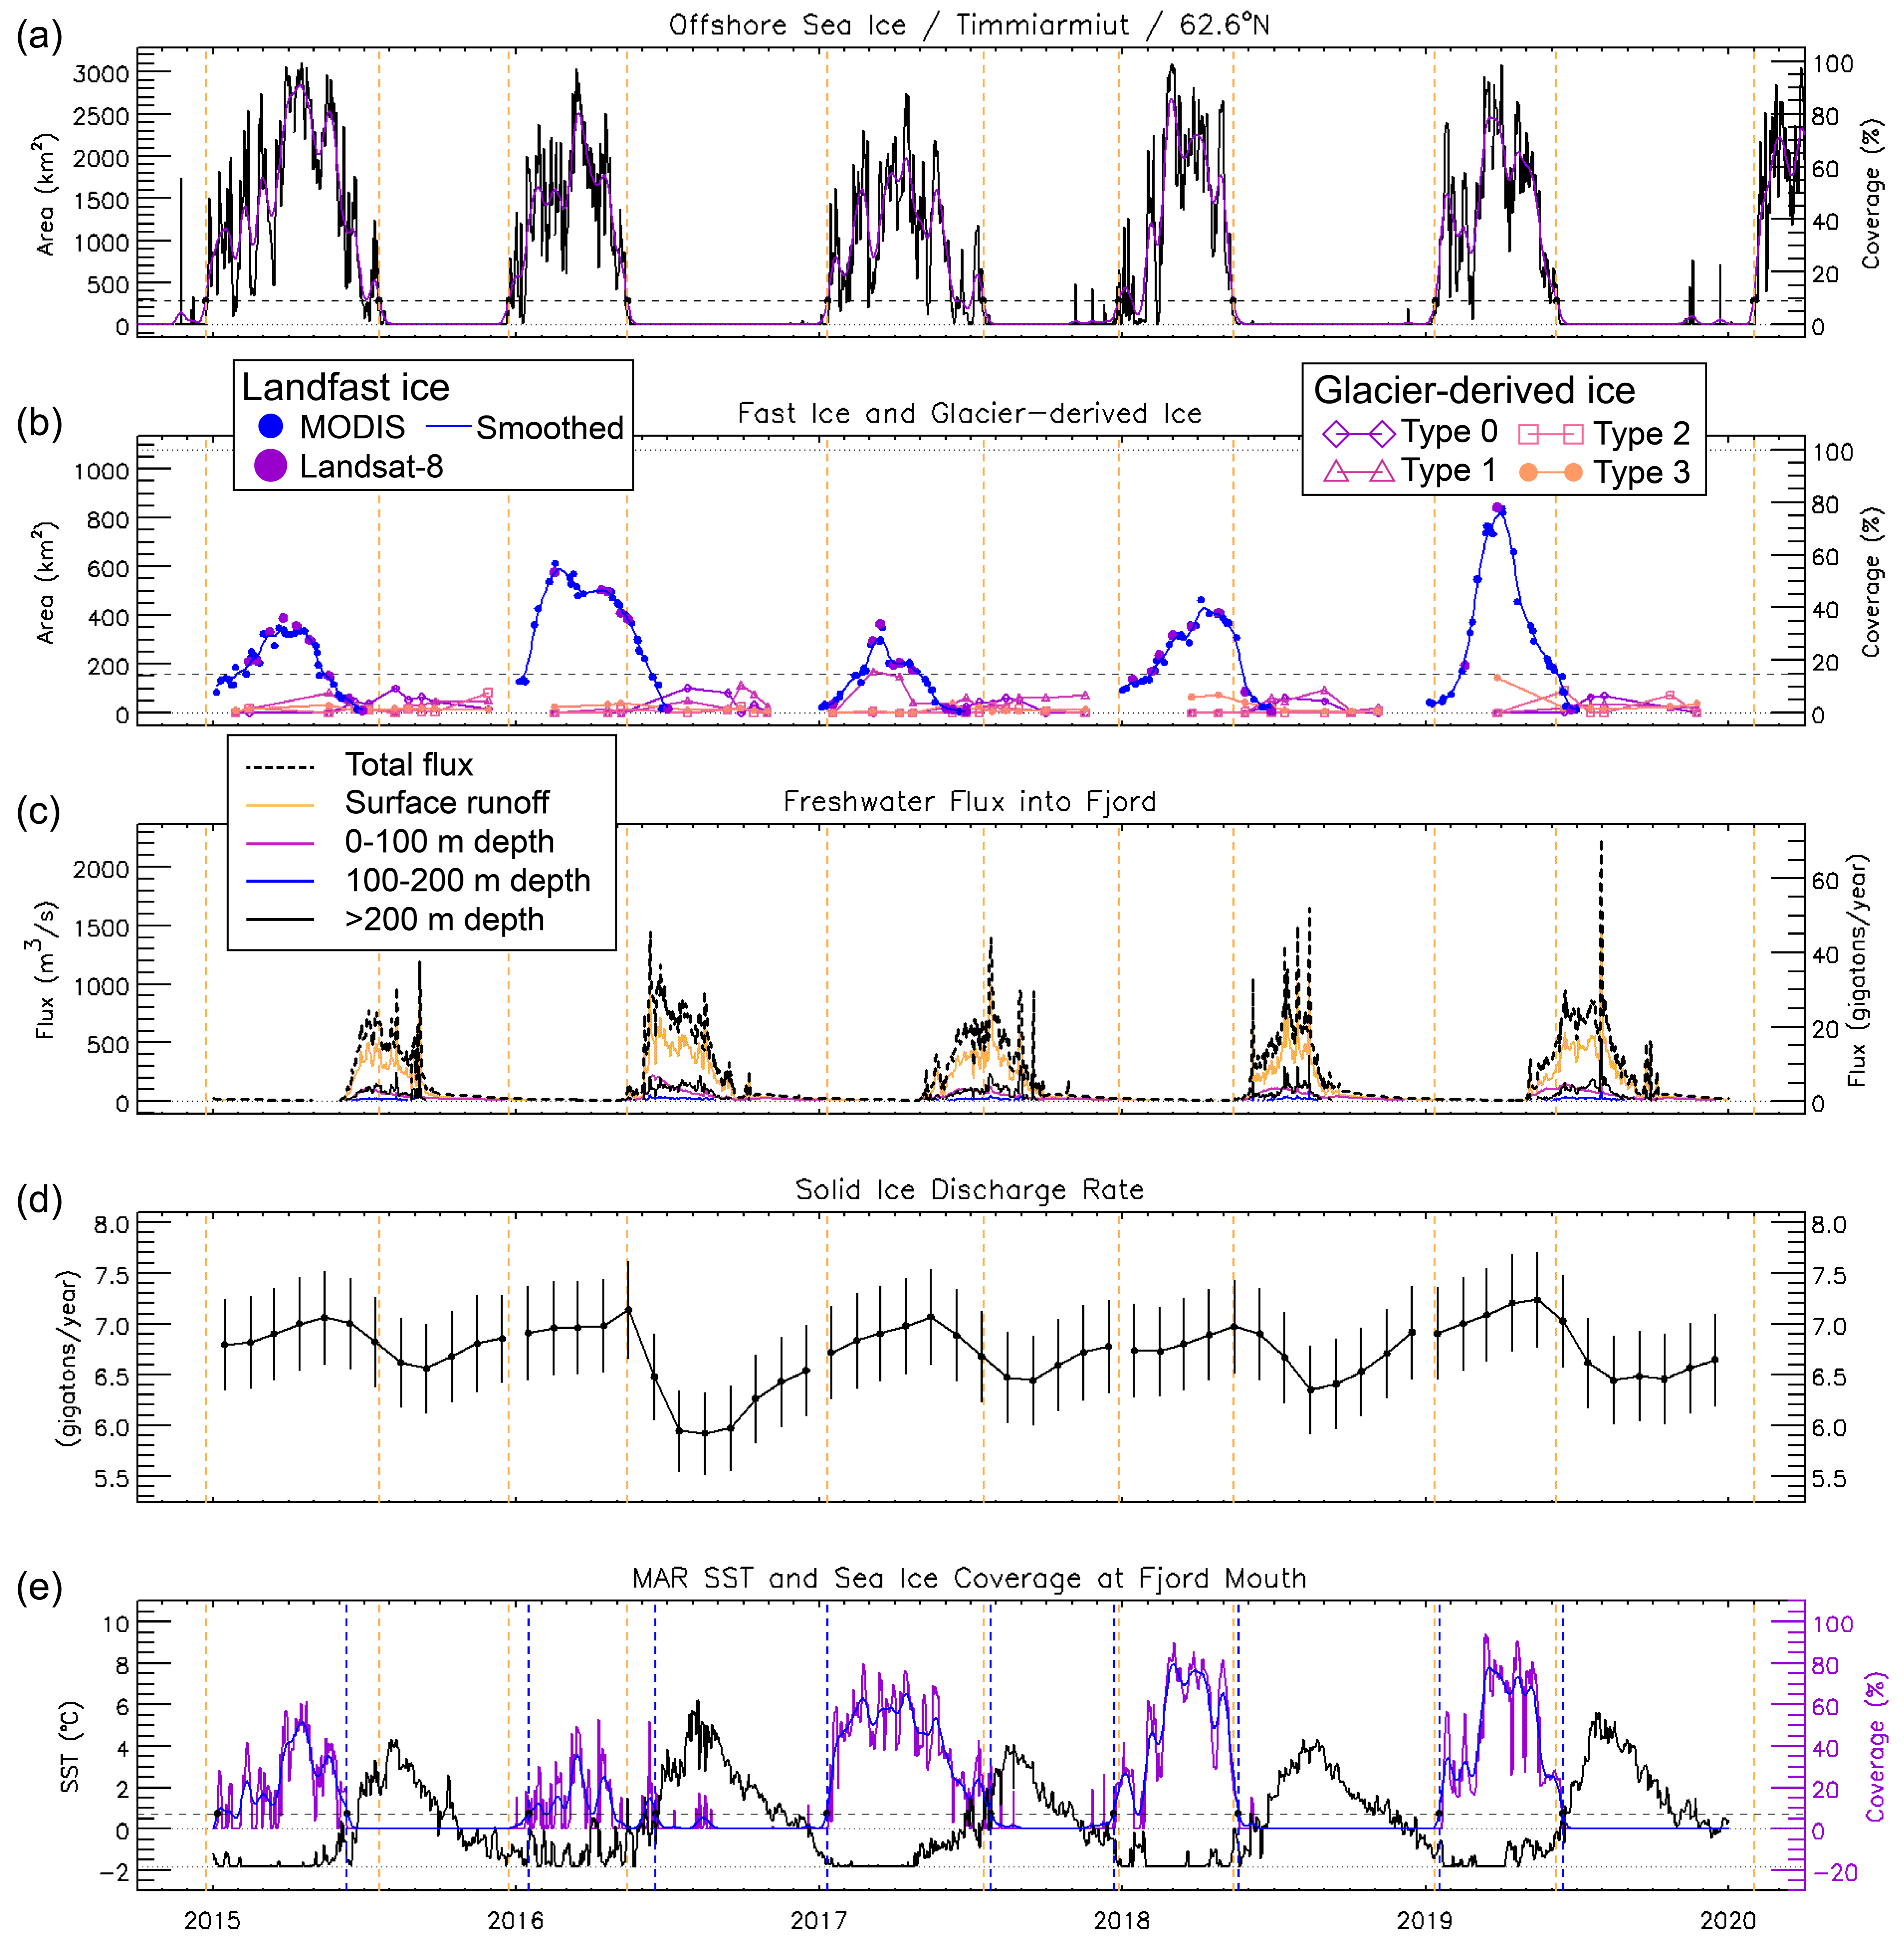 (a)
Offshore Sea Ice / Timmiarmiut / 62.6°N
Area (km²)
3000
2500
2000
1500
1000
500
0
Coverage (%)
100
80
60
40
20
0
(b)
Fast Ice and Glacier-derived Ice
Landfast ice
MODIS
Smoothed
Landsat-8
Glacier-derived ice
Type 0
Type 2
Type 1
Type 3
Area (km²)
1000
800
600
400
200
0
Coverage (%)
100
80
60
40
20
0
(c)
Freshwater Flux into Fjord
Total flux
Surface runoff
0-100 m depth
100-200 m depth
>200 m depth
Flux (m³/s)
2000
1500
1000
500
0
Flux (gigatons/year)
60
40
20
0
(d)
Solid Ice Discharge Rate
(gigatons/year)
8.0
7.5
7.0
6.5
6.0
5.5
(gigatons/year)
8.0
7.5
7.0
6.5
6.0
5.5
(e)
MAR SST and Sea Ice Coverage at Fjord Mouth
SST (°C)
10
8
6
4
2
0
-2
Coverage (%)
100
80
60
40
20
0
-20
2015
2016
2017
2018
2019
2020